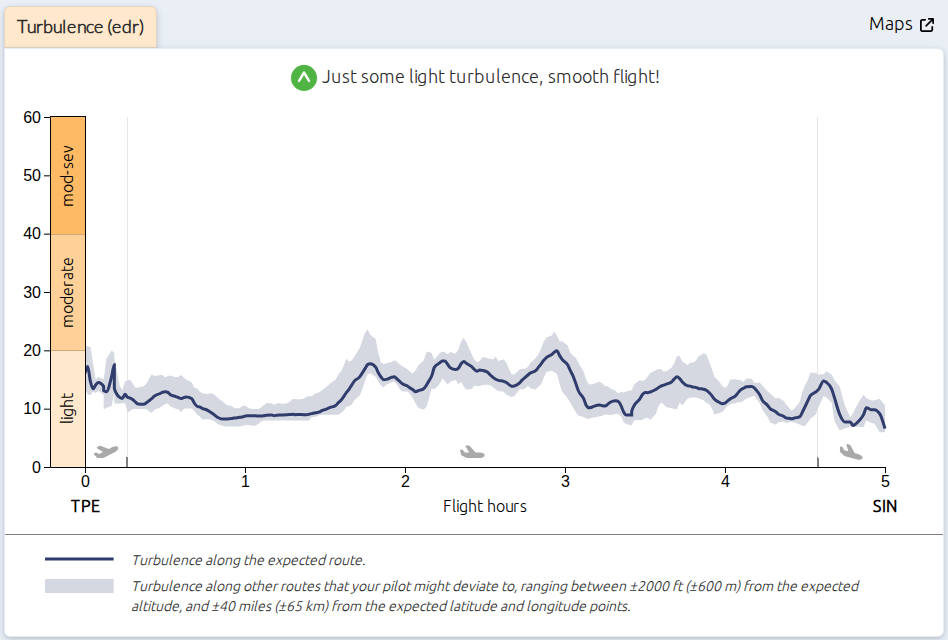 Turbulence (edr)
Maps
Just some light turbulence, smooth flight!
60
50
40
30
20
10
0
mod-sev
moderate
light
0 1 2 3 4 5
TPE Flight hours SIN
Turbulence along the expected route.
Turbulence along other routes that your pilot might deviate to, ranging between ±2000 ft (±600 m) from the expected
altitude, and ±40 miles (±65 km) from the expected latitude and longitude points.